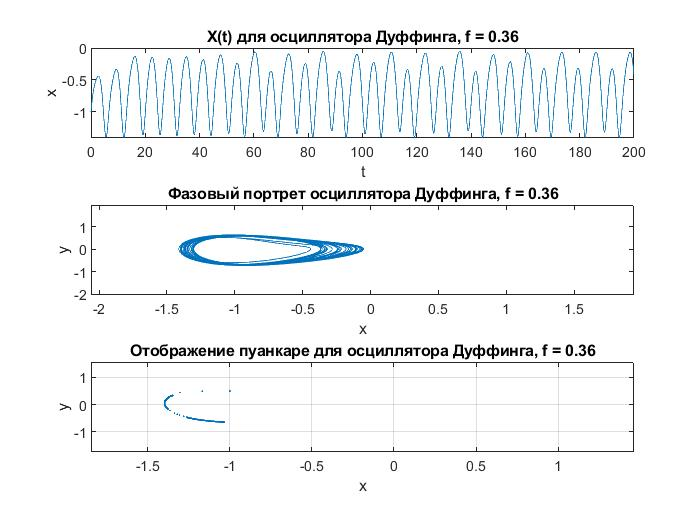 X(t) для осциллятора Дуффинга, f = 0.36
0
-0.5
-1
x
0 20 40 60 80 100 120 140 160 180 200
t
Фазовый портрет осциллятора Дуффинга, f = 0.36
1
0
-1
-2
y
-2 -1.5 -1 -0.5 0 0.5 1 1.5
x
Отображение пуанкаре для осциллятора Дуффинга, f = 0.36
1
0
-1
y
-1.5 -1 -0.5 0 0.5 1
x